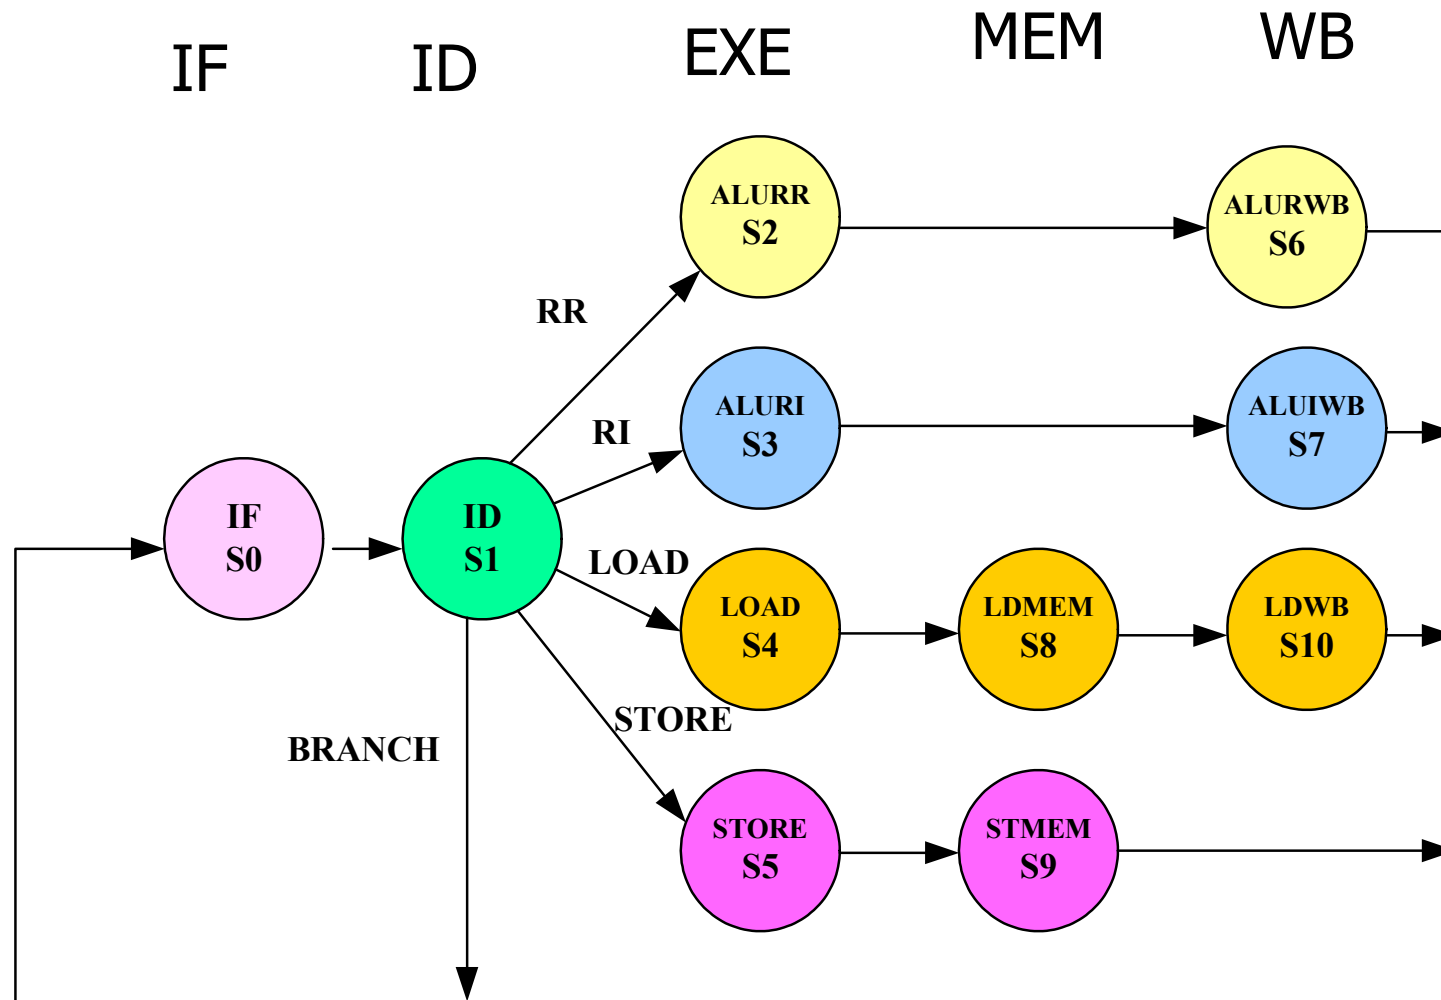 IF
ID
EXE
MEM
WB
ALURR
S2
ALURWB
S6
RR
RI
ALURI
S3
ALUIWB
S7
IF
S0
ID
S1
LOAD
LOAD
S4
LDMEM
S8
LDWB
S10
STORE
BRANCH
STORE
S5
STMEM
S9